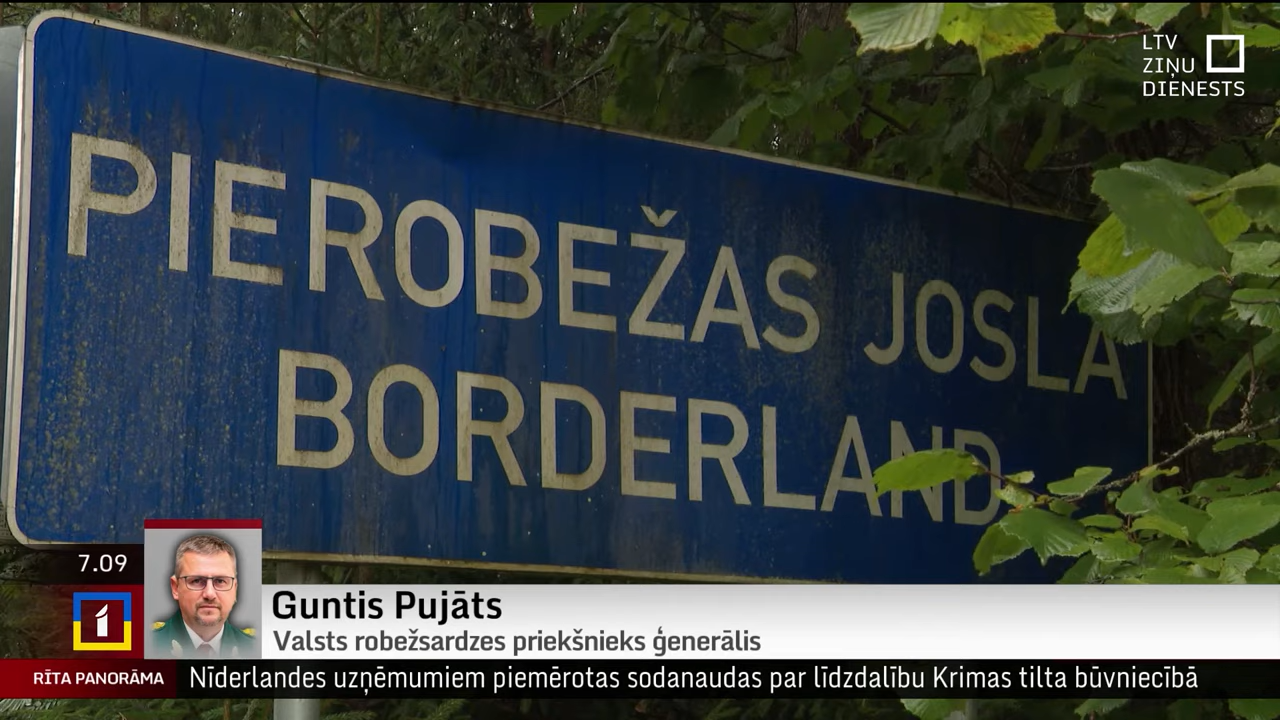 LTV
ZIŅU
DIENESTS
PIEROBEŽAS JOSLA
BORDERLAND
7.09
1
Guntis Pujāts
Valsts robežsardzes priekšnieks ģenerālis
RĪTA PANORĀMA
Nīderlandes uzņēmumiem piemērotas sodanaudas par līdzdalību Krimas tilta būvniecībā